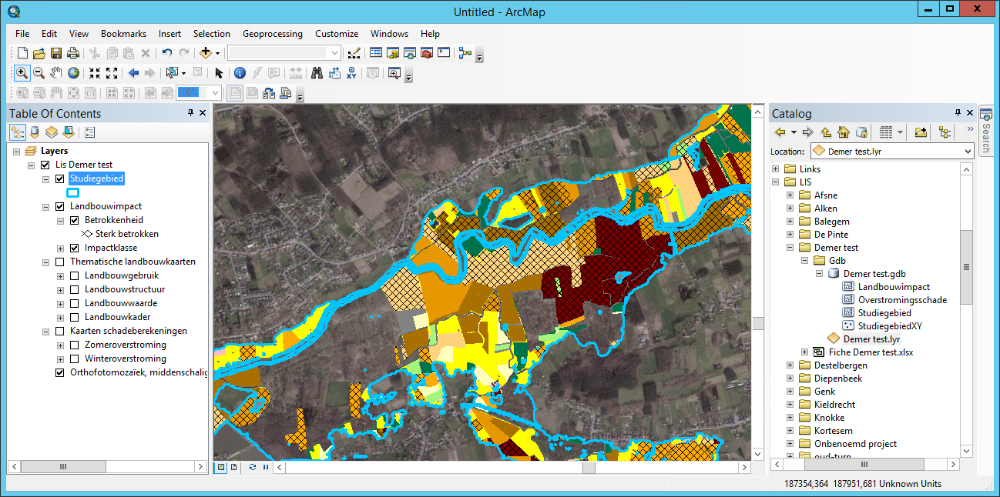 Untitled - ArcMap
File Edit View Bookmarks Insert Selection Geoprocessing Customize Windows Help
XY
100%
Table Of Contents
Layers
Lis Demer test
Studiegebied
Landbouwimpact
Betrokkenheid
Sterk betrokken
Impactklasse
Thematische landbouwkaarten
Landbouwgebruik
Landbouwstructuur
Landbouwwaarde
Landbouwkader
Kaarten schadeberekeningen
Zomeroverstroming
Winteroverstroming
Orthofotomozaïek, middenschalig
Catalog
Location: Demer test.lyr
Links
LIS
Afsne
Alken
Balegem
De Pinte
Demer test
Gdb
Demer test.gdb
Landbouwimpact
Overstromingsschade
Studiegebied
StudiegebiedXY
Demer test.lyr
Fiche Demer test.xlsx
Destelbergen
Diepenbeek
Genk
Kieldrecht
Knokke
Kortesem
Onbenoemd project
oud-turn
Search
187354,364 187951,681 Unknown Units